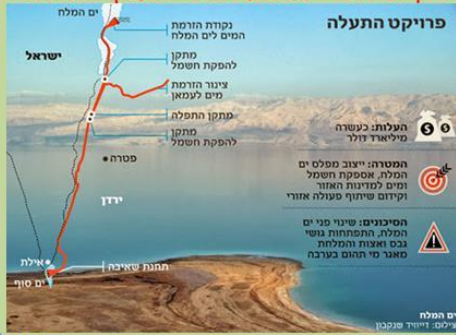 פרויקט התעלה
ים המלח
נקודת הזרמת
המים לים המלח
ישראל
מתקן
להפקת חשמל
צינור הזרמת
מים לעמאן
מתקן התפלה
מתקן
להפקת חשמל
פטרה
ירדן
אילת
תחנת שאיבה
ים סוף
העלות: כעשרה
מיליארד דולר
המטרה: ייצוב מפלס ים
המלח, אספקת חשמל
ומים למדינות האזור
וקידום שיתוף פעולה אזורי
הסיכונים: שינוי פני ים
המלח, התפתחות גושי
גבס ואצות והמלחת
מאגר מי תהום בערבה
ים המלח
צילום: דייוויד שנקבון